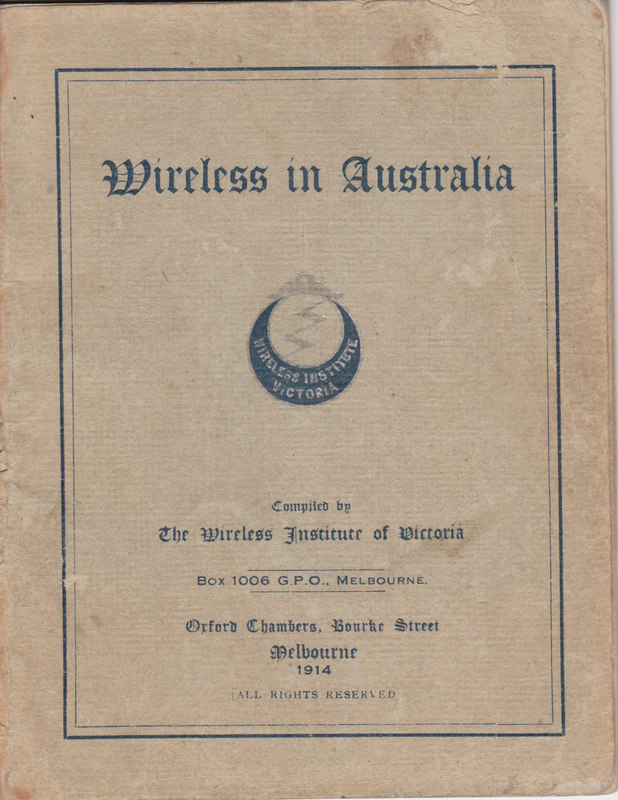 Wireless in Australia
WIRELESS INSTITUTE
VICTORIA
Compiled by
The Wireless Institute of Victoria
BOX 1006 G.P.O., MELBOURNE.
Oxford Chambers, Bourke Street
Melbourne
1914
[ALL RIGHTS RESERVED